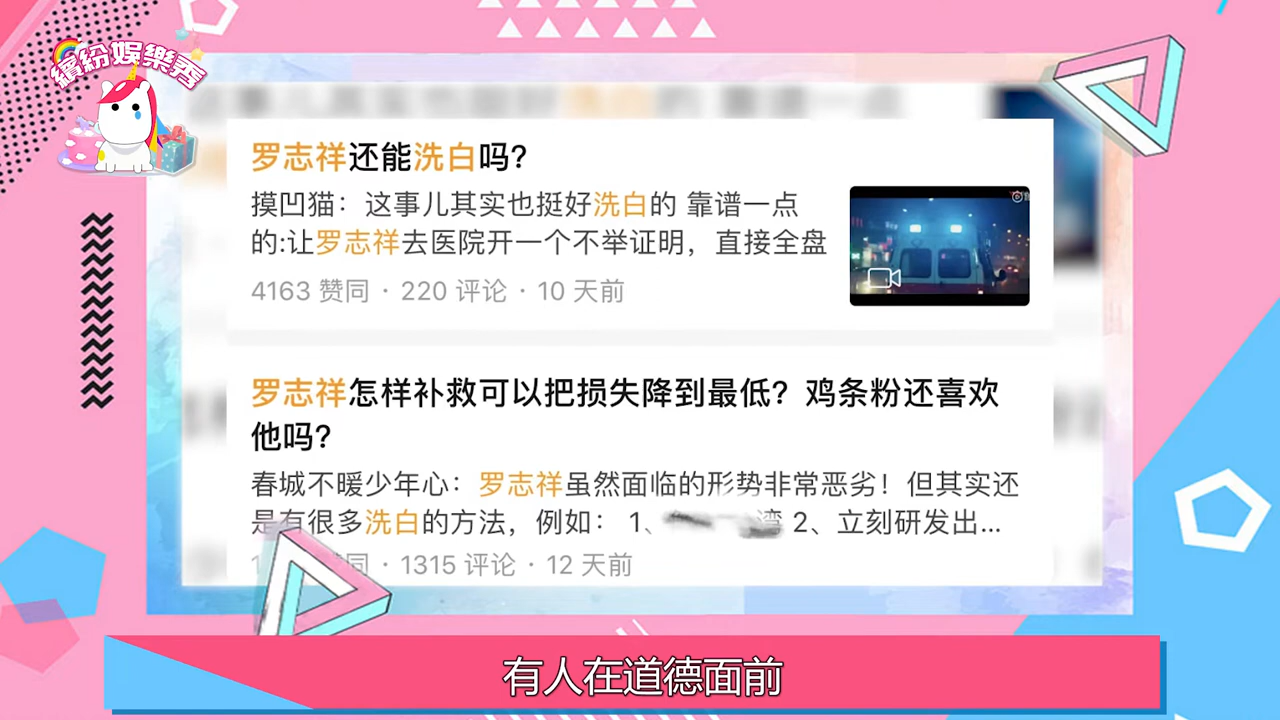 繽紛娛樂秀
罗志祥还能洗白吗?
摸凹猫：这事儿其实也挺好洗白的 靠谱一点
的:让罗志祥去医院开一个不举证明，直接全盘
4163 赞同 · 220 评论 · 10 天前
罗志祥怎样补救可以把损失降到最低？鸡条粉还喜欢
他吗?
春城不暖少年心：罗志祥虽然面临的形势非常恶劣！但其实还
是有很多洗白的方法，例如： 1、 湾 2、立刻研发出...
同 · 1315 评论 · 12 天前
有人在道德面前